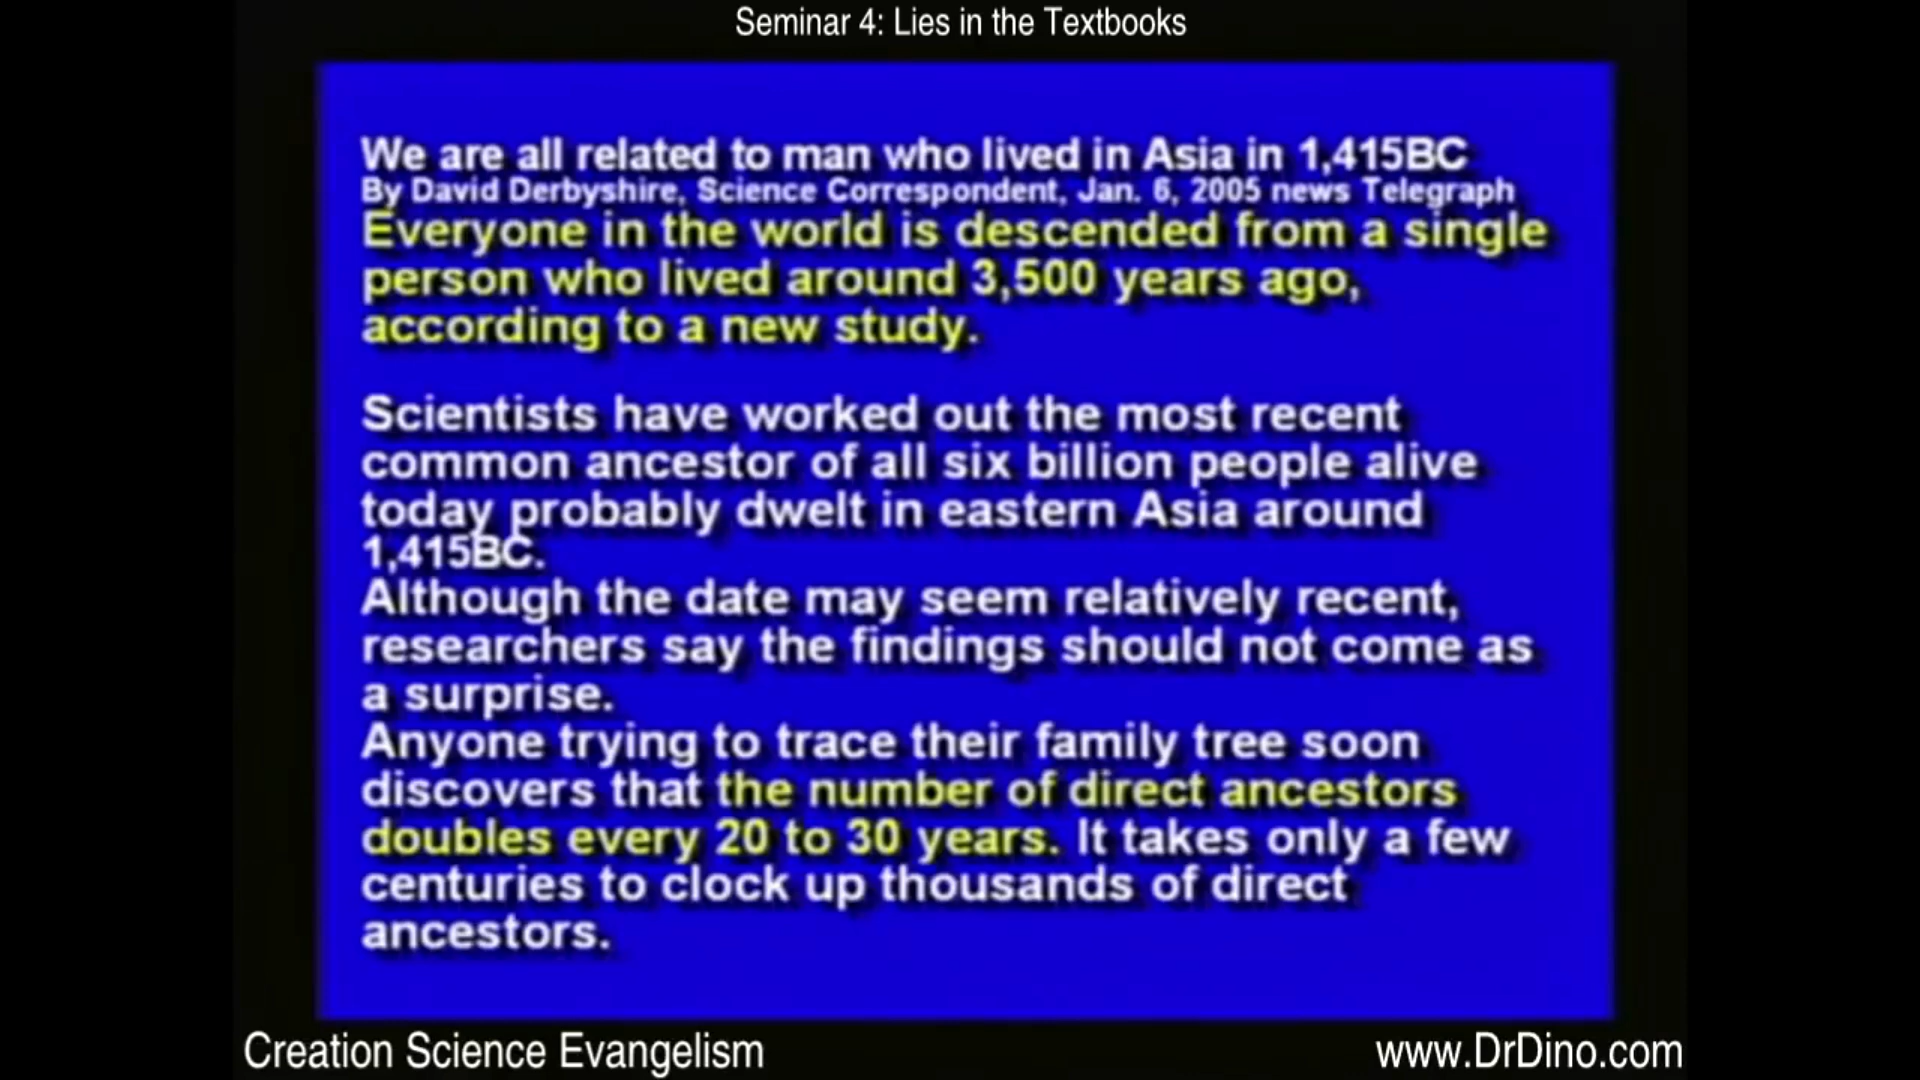 Seminar 4: Lies in the Textbooks
We are all related to man who lived in Asia in 1,415BC
By David Derbyshire, Science Correspondent, Jan. 6, 2005 news Telegraph
Everyone in the world is descended from a single
person who lived around 3,500 years ago,
according to a new study.
Scientists have worked out the most recent
common ancestor of all six billion people alive
today probably dwelt in eastern Asia around
1,415BC.
Although the date may seem relatively recent,
researchers say the findings should not come as
a surprise.
Anyone trying to trace their family tree soon
discovers that the number of direct ancestors
doubles every 20 to 30 years. It takes only a few
centuries to clock up thousands of direct
ancestors.
Creation Science Evangelism
www.DrDino.com